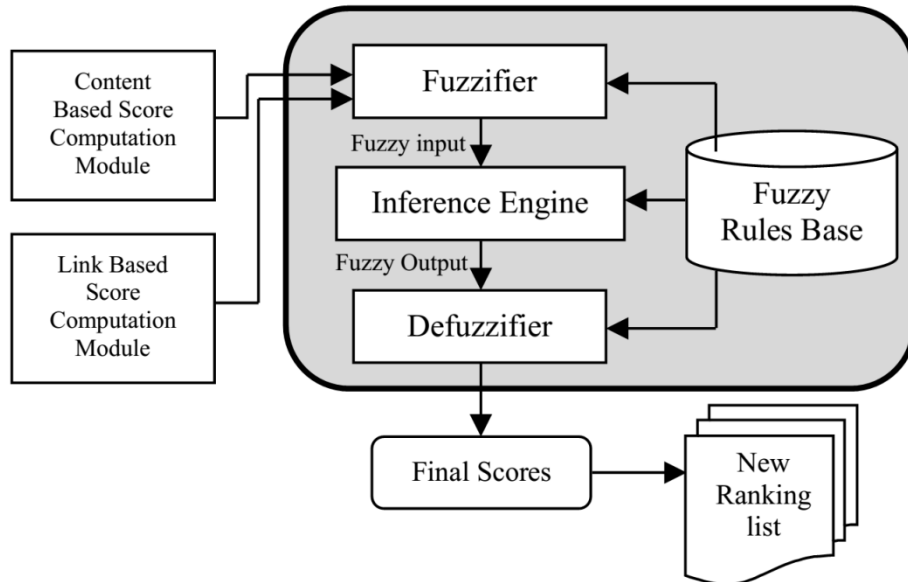 Content
Based Score
Computation
Module
Link Based
Score
Computation
Module
Fuzzifier
Fuzzy input
Inference Engine
Fuzzy Output
Defuzzifier
Fuzzy
Rules Base
Final Scores
New
Ranking
list